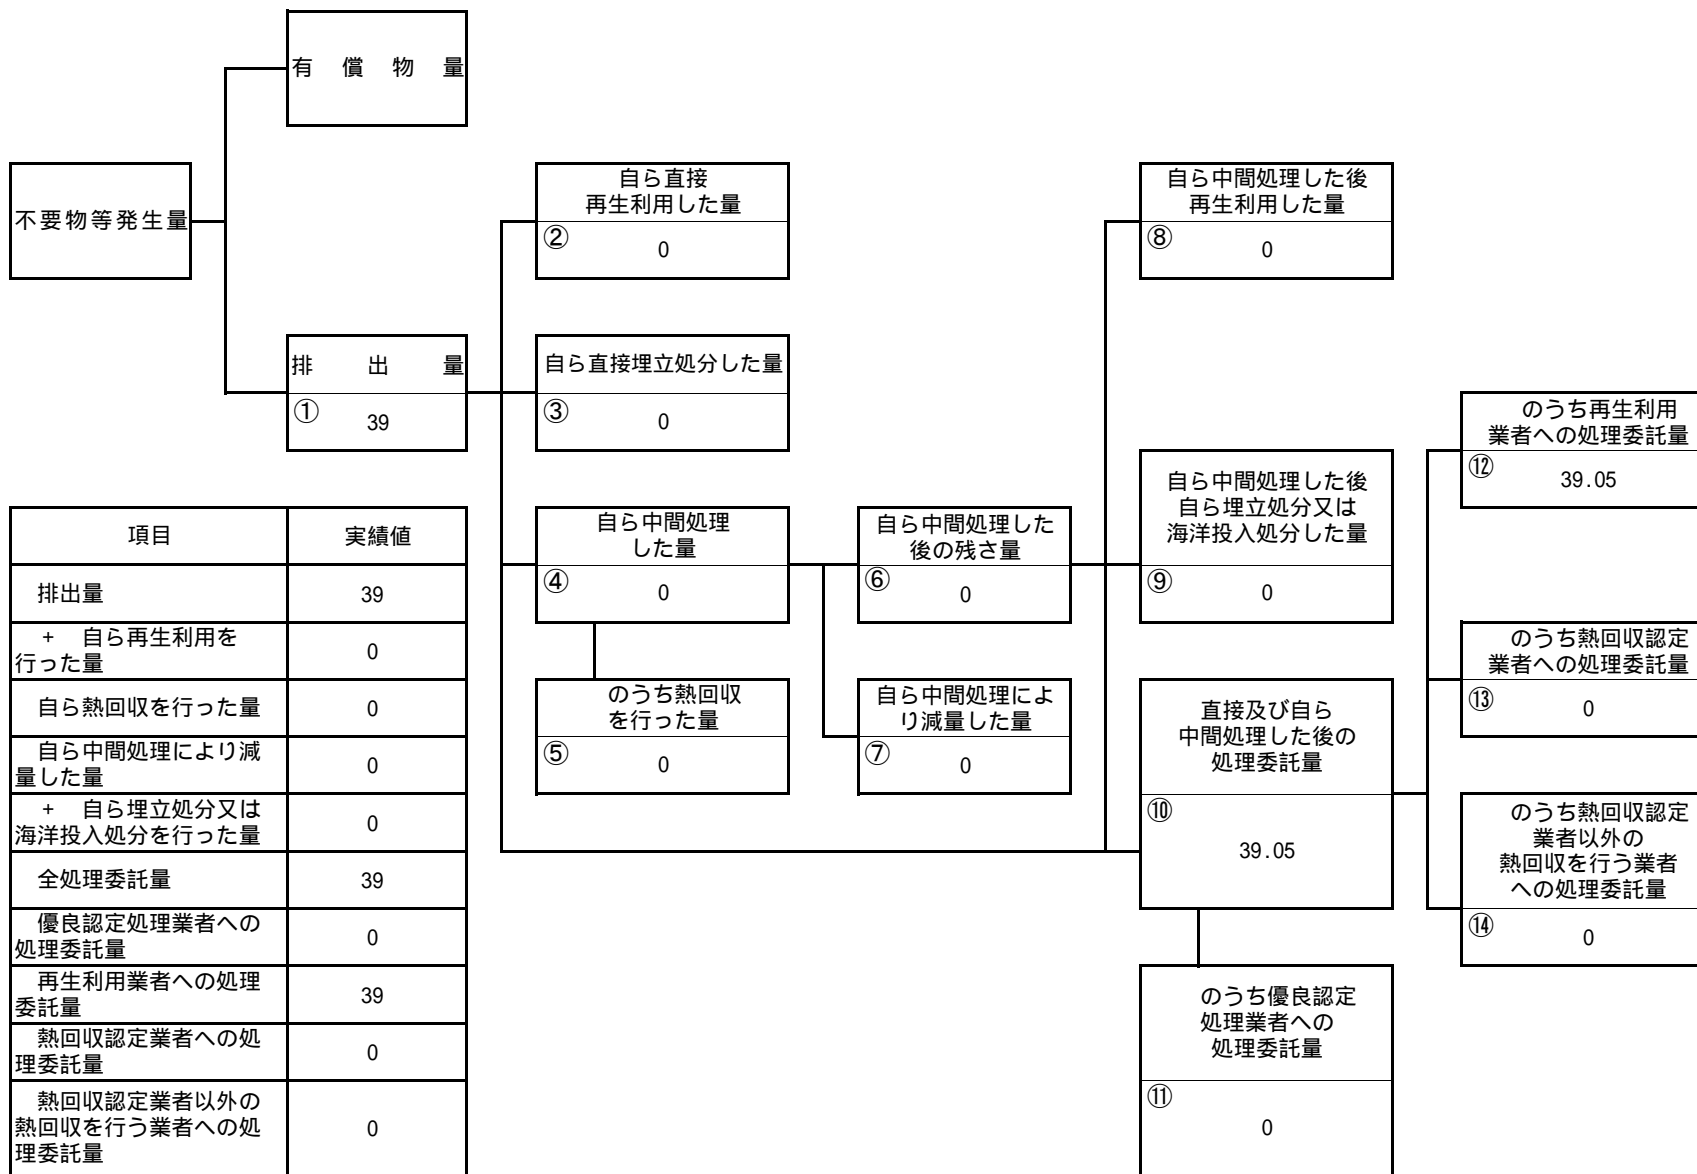 有償物量
不要物等発生量
自ら直接
再生利用した量
② 0
自ら中間処理した後
再生利用した量
⑧ 0
排出量
① 39
自ら直接埋立処分した量
③ 0
のうち再生利用
業者への処理委託量
⑫ 39.05
自ら中間処理
した量
④ 0
自ら中間処理した
後の残さ量
⑥ 0
自ら中間処理した後
自ら埋立処分又は
海洋投入処分した量
⑨ 0
のうち熱回収認定
業者への処理委託量
⑬ 0
のうち熱回収
を行った量
⑤ 0
自ら中間処理によ
り減量した量
⑦ 0
直接及び自ら
中間処理した後の
処理委託量
⑩
39.05
のうち熱回収認定
業者以外の
熱回収を行う業者
への処理委託量
⑭ 0
のうち優良認定
処理業者への
処理委託量
⑪
0
項目 実績値
排出量 39
+ 自ら再生利用を
行った量 0
自ら熱回収を行った量 0
自ら中間処理により減
量した量 0
+ 自ら埋立処分又は
海洋投入処分を行った量 0
全処理委託量 39
優良認定処理業者への
処理委託量 0
再生利用業者への処理
委託量 39
熱回収認定業者への処
理委託量 0
熱回収認定業者以外の
熱回収を行う業者への処
理委託量 0